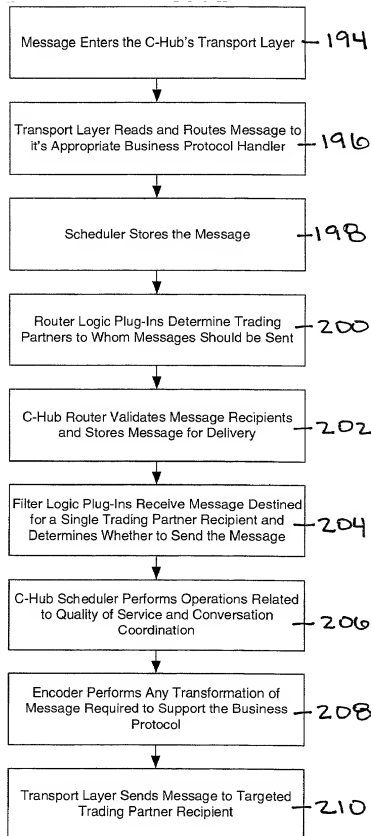 Message Enters the C-Hub's Transport Layer
194
Transport Layer Reads and Routes Message to
it's Appropriate Business Protocol Handler
196
Scheduler Stores the Message
198
Router Logic Plug-Ins Determine Trading
Partners to Whom Messages Should be Sent
200
C-Hub Router Validates Message Recipients
and Stores Message for Delivery
202
Filter Logic Plug-Ins Receive Message Destined
for a Single Trading Partner Recipient and
Determines Whether to Send the Message
204
C-Hub Scheduler Performs Operations Related
to Quality of Service and Conversation
Coordination
206
Encoder Performs Any Transformation of
Message Required to Support the Business
Protocol
208
Transport Layer Sends Message to Targeted
Trading Partner Recipient
210